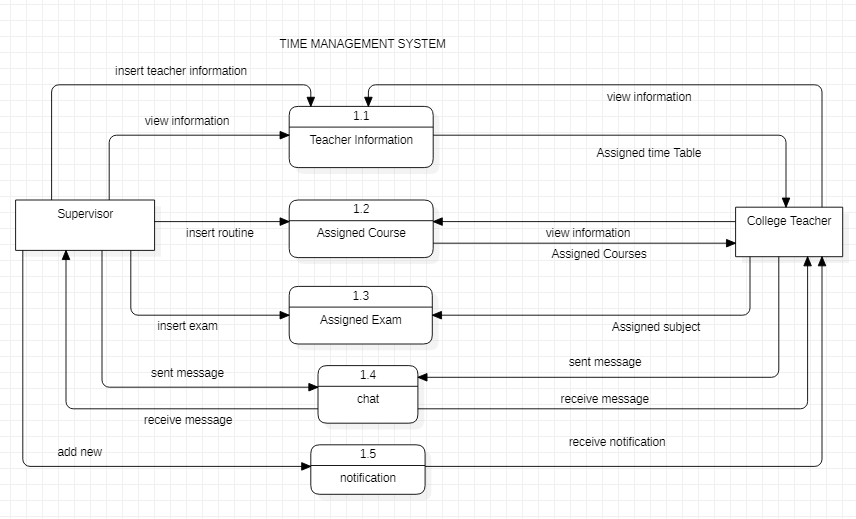 TIME MANAGEMENT SYSTEM
insert teacher information
view information
1.1
view information
Teacher Information
Assigned time Table
Supervisor
1.2
College Teacher
insert routine
Assigned Course
view information
Assigned Courses
1.3
insert exam
Assigned Exam
Assigned subject
sent message
1.4
sent message
chat
receive message
receive message
add new
1.5
receive notification
notification